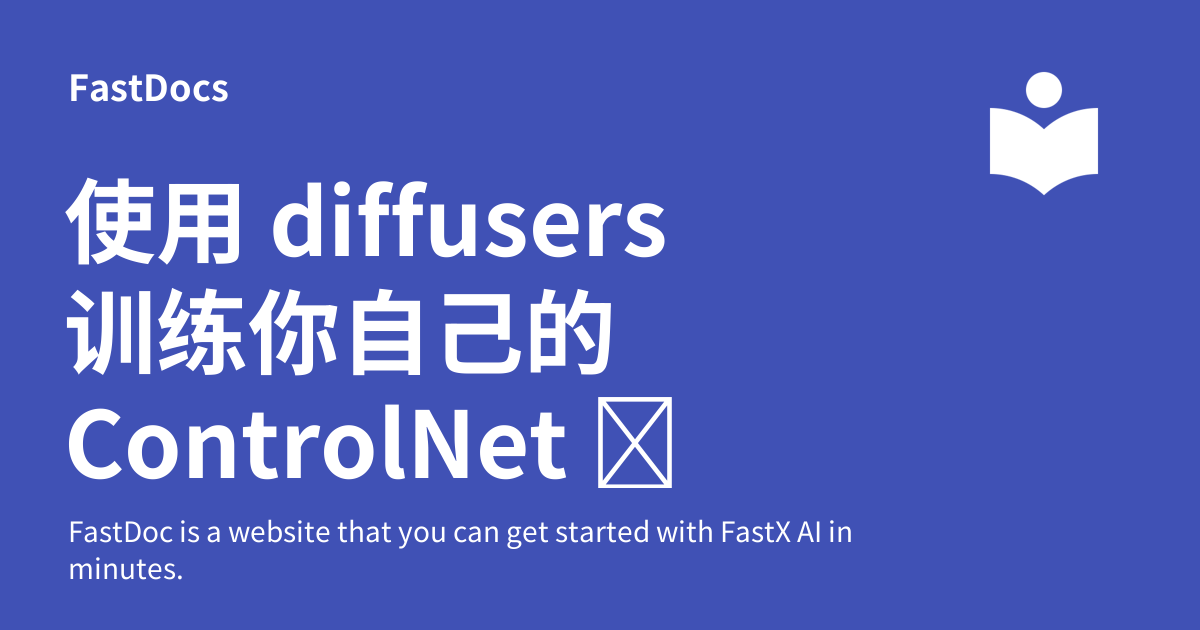 FastDocs
使用 diffusers
训练你自己的
ControlNet
FastDoc is a website that you can get started with FastX AI in
minutes.